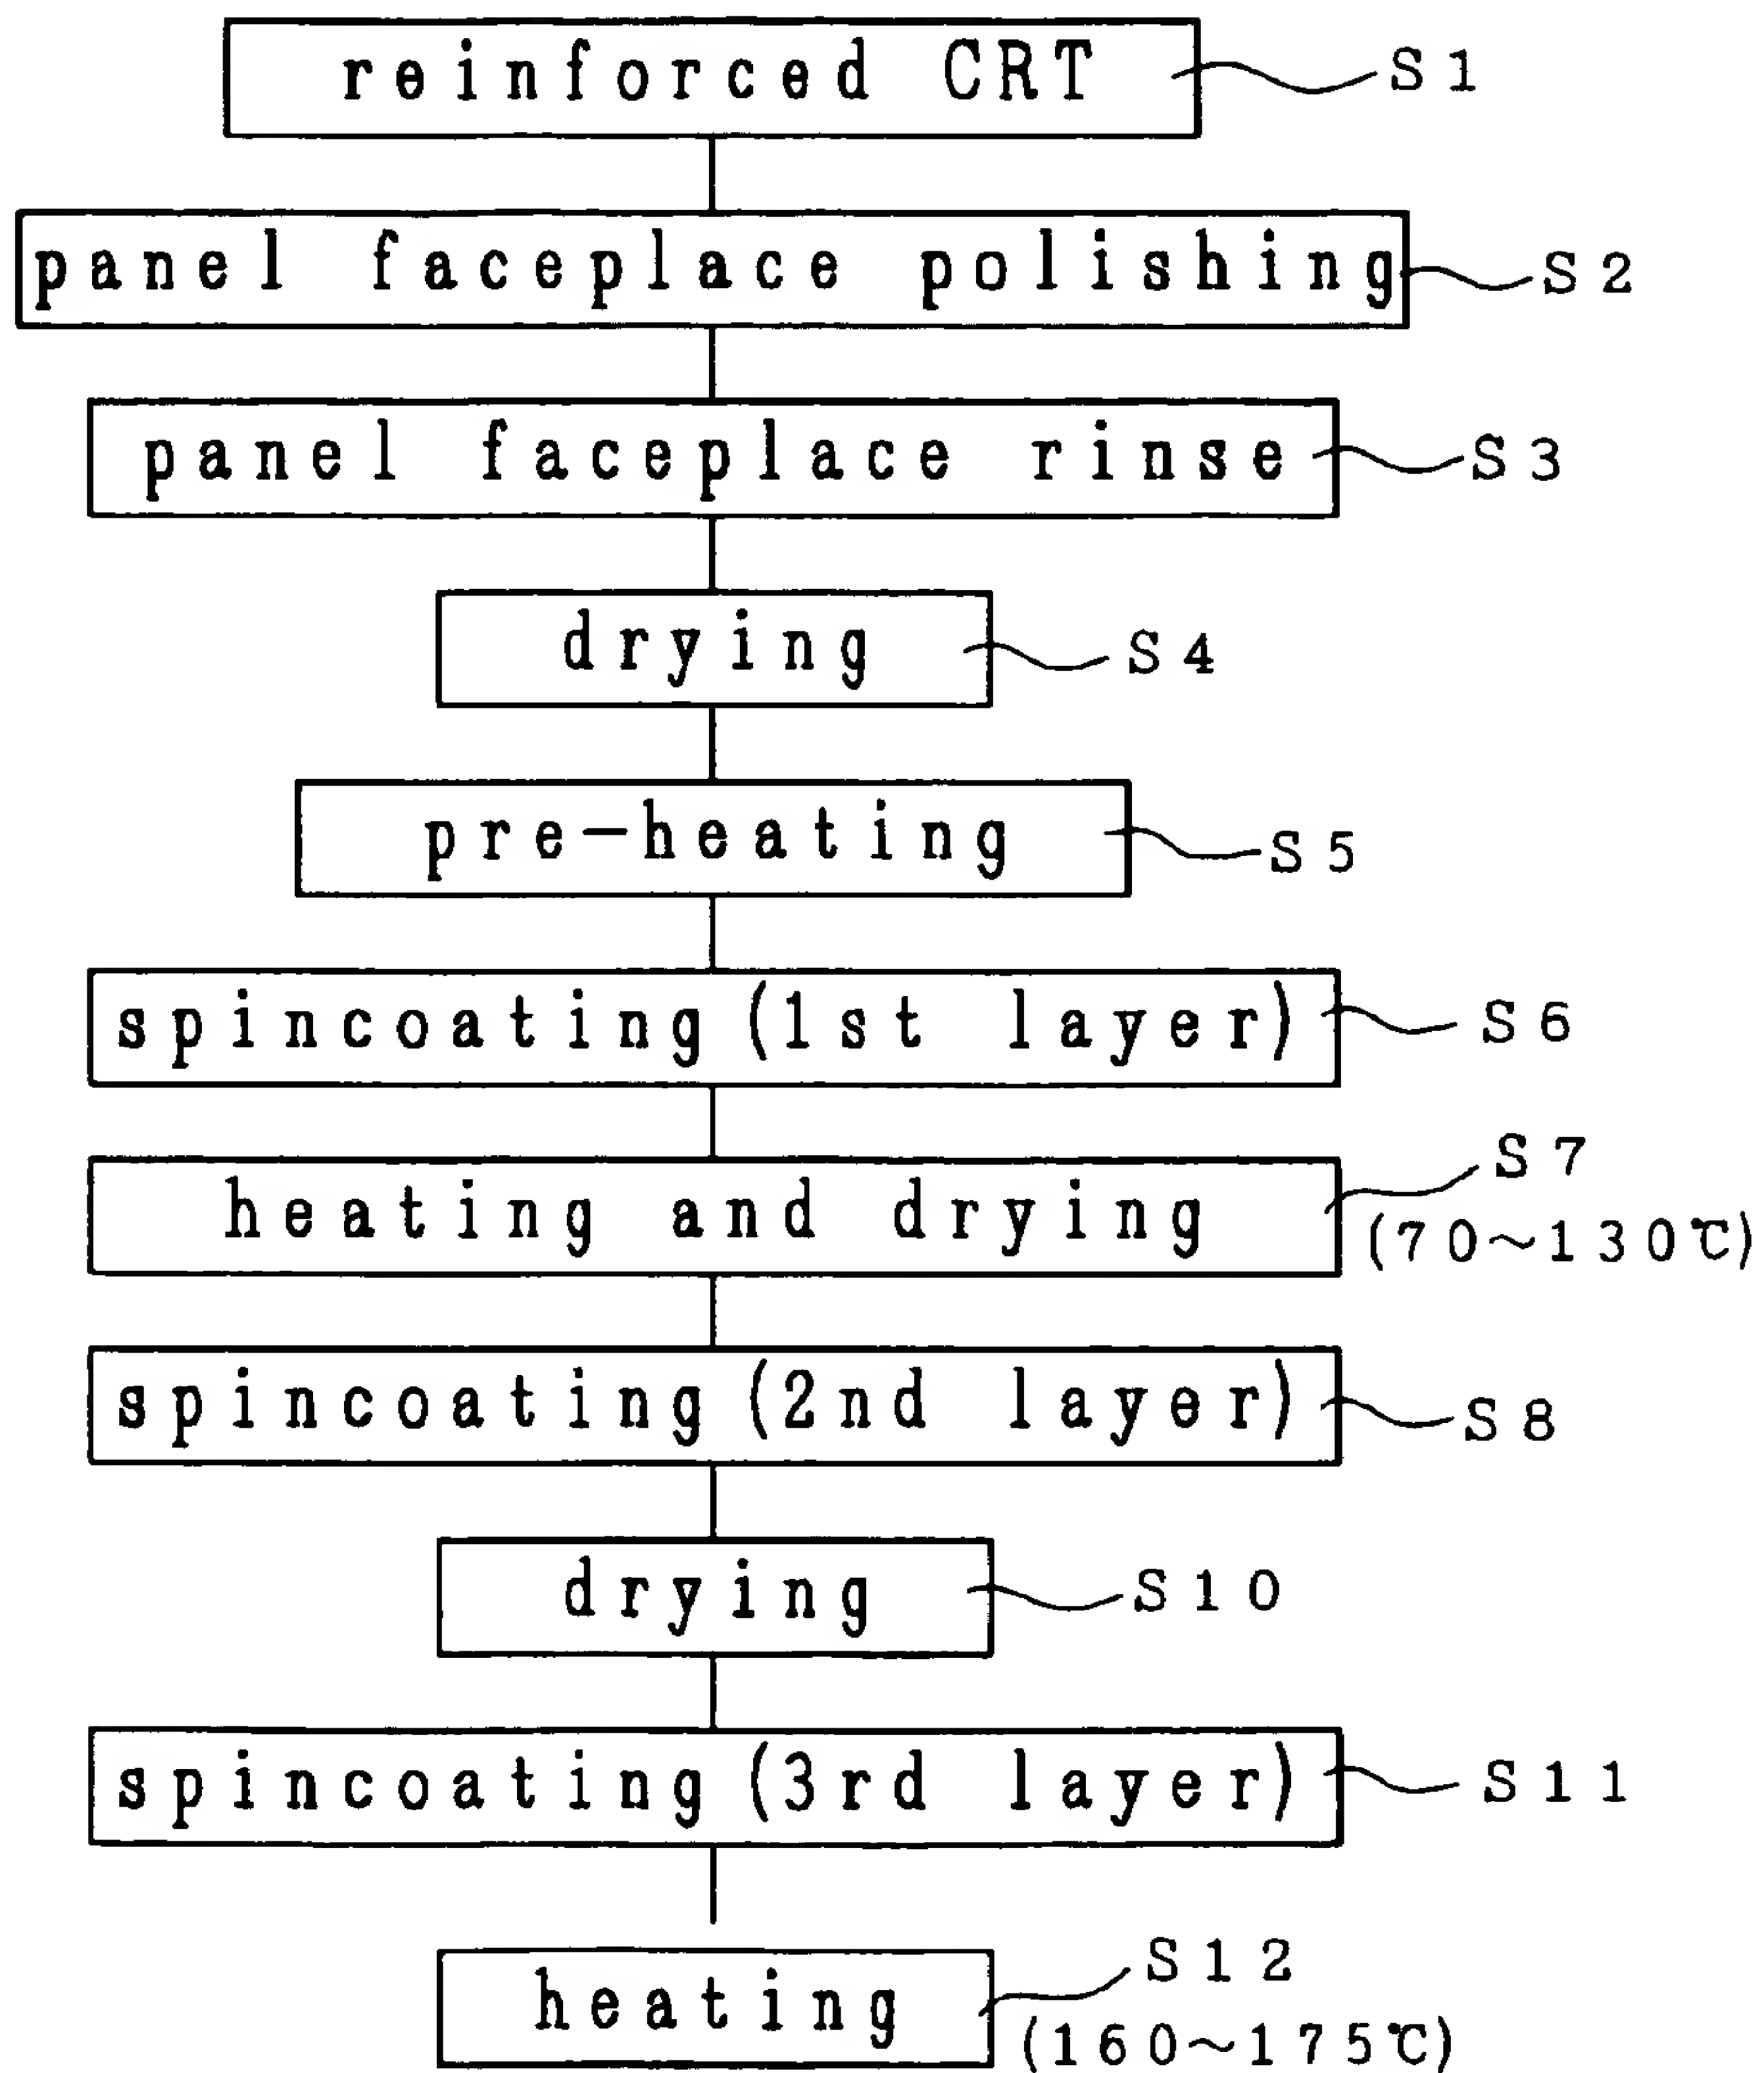 reinforced CRT S1
panel faceplace polishing S2
panel faceplace rinse S3
drying S4
pre-heating S5
spincoating (1st layer) S6
heating and drying S7
(70~130℃)
spincoating (2nd layer) S8
drying S10
spincoating (3rd layer) S11
heating S12
(160~175℃)